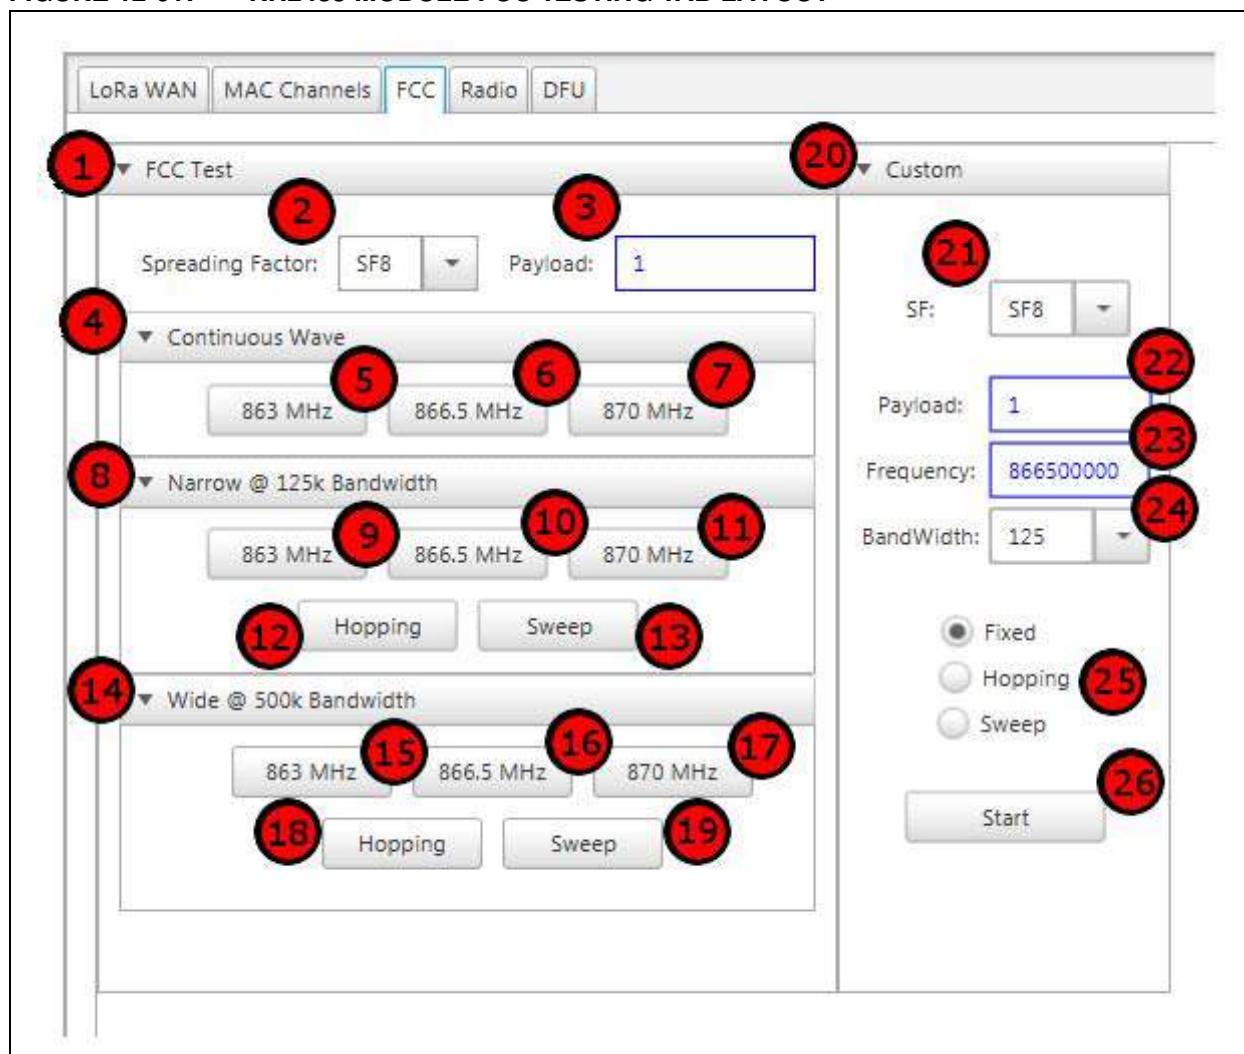 LoRa WAN MAC Channels FCC Radio DFU
1 FCC Test 20 Custom
2 3 21
Spreading Factor: SF8 Payload: 1
SF: SF8
4 Continuous Wave
5 6 7 22
863 MHz 866.5 MHz 870 MHz
Payload: 1
23
8 Narrow @ 125k Bandwidth
Frequency: 866500000
9 10 11 24
863 MHz 866.5 MHz 870 MHz
BandWidth: 125
12 Hopping Sweep 13
Fixed
Hopping 25
Sweep
14 Wide @ 500k Bandwidth
15 16 17
863 MHz 866.5 MHz 870 MHz
26
Start
18 Hopping Sweep 19